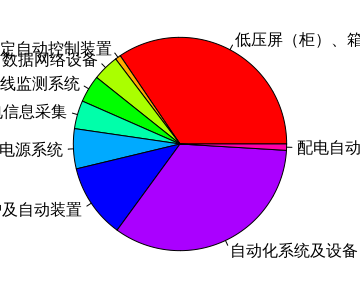 低压屏（柜）、箱
定自动控制装置
数据网络设备
线监测系统
信息采集
电源系统
及自动装置
自动化系统及设备
配电自动